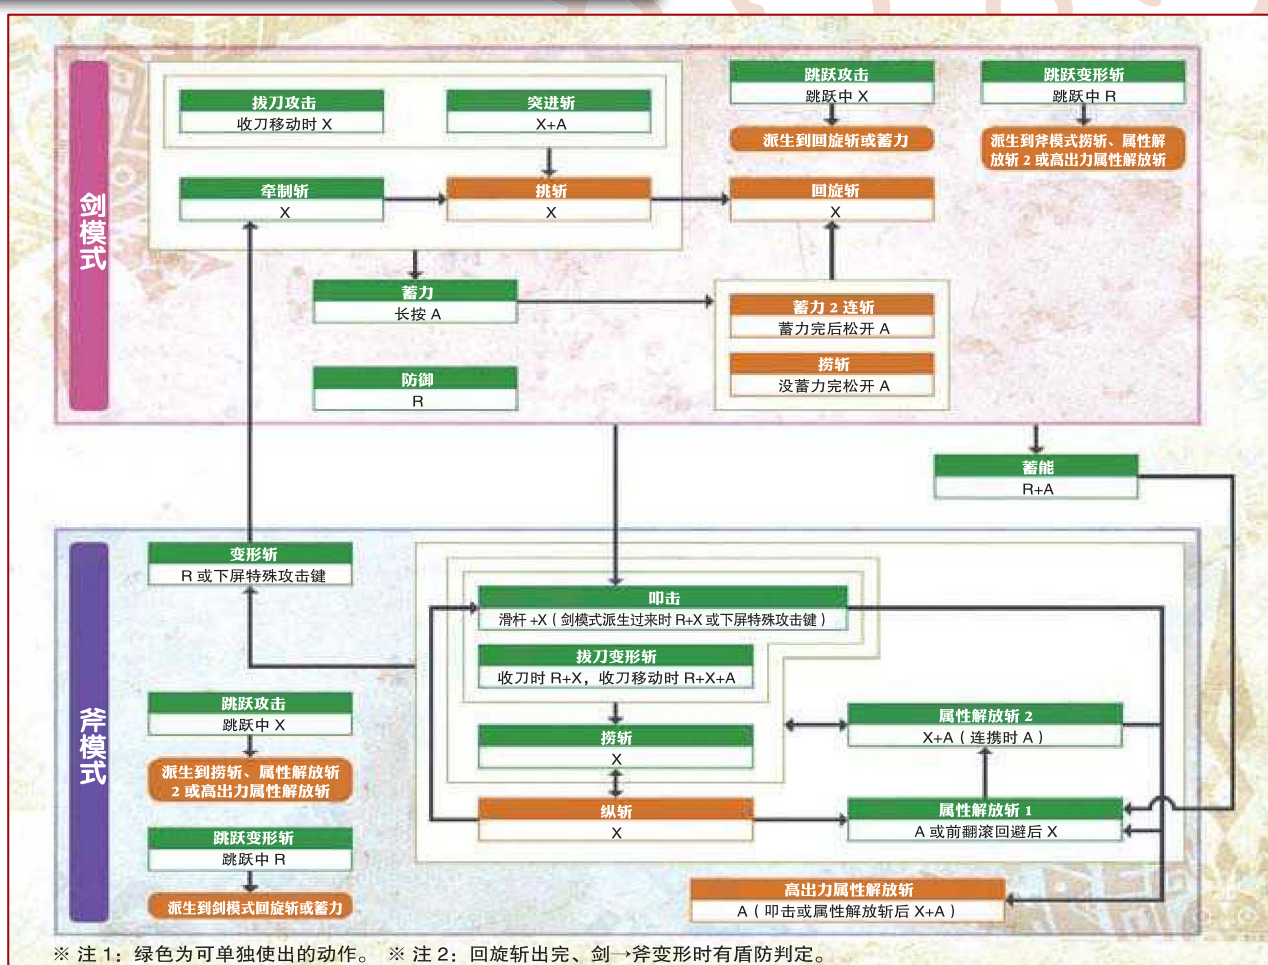 剑模式
拔刀攻击
收刀移动时 X
突进斩
X+A
跳跃攻击
跳跃中 X
派生到回旋斩或蓄力
跳跃变形斩
跳跃中 R
派生到斧模式捞斩、属性解
放斩 2 或高出力属性解放斩
牵制斩
X
挑斩
X
回旋斩
X
蓄力
长按 A
蓄力 2 连斩
蓄力完后松开 A
捞斩
没蓄力完松开 A
防御
R
蓄能
R+A
斧模式
变形斩
R 或下屏特殊攻击键
叩击
滑杆 +X（剑模式派生过来时 R+X 或下屏特殊攻击键）
拔刀变形斩
收刀时 R+X，收刀移动时 R+X+A
跳跃攻击
跳跃中 X
派生到捞斩、属性解放斩
2 或高出力属性解放斩
捞斩
X
属性解放斩 2
X+A（连携时 A）
纵斩
X
属性解放斩 1
A 或前翻滚回避后 X
跳跃变形斩
跳跃中 R
派生到剑模式回旋斩或蓄力
高出力属性解放斩
A（叩击或属性解放斩后 X+A）
※ 注 1：绿色为可单独使出的动作。 ※ 注 2：回旋斩出完、剑→斧变形时有盾防判定。